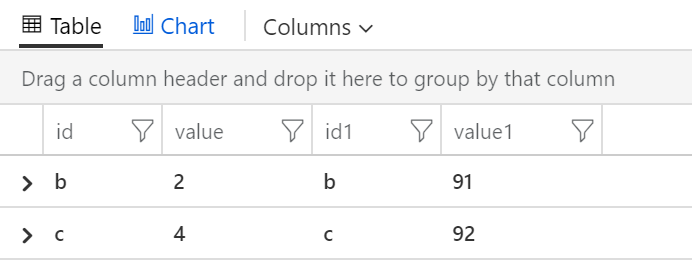 Table Chart Columns
Drag a column header and drop it here to group by that column
id value id1 value1
b 2 b 91
c 4 c 92